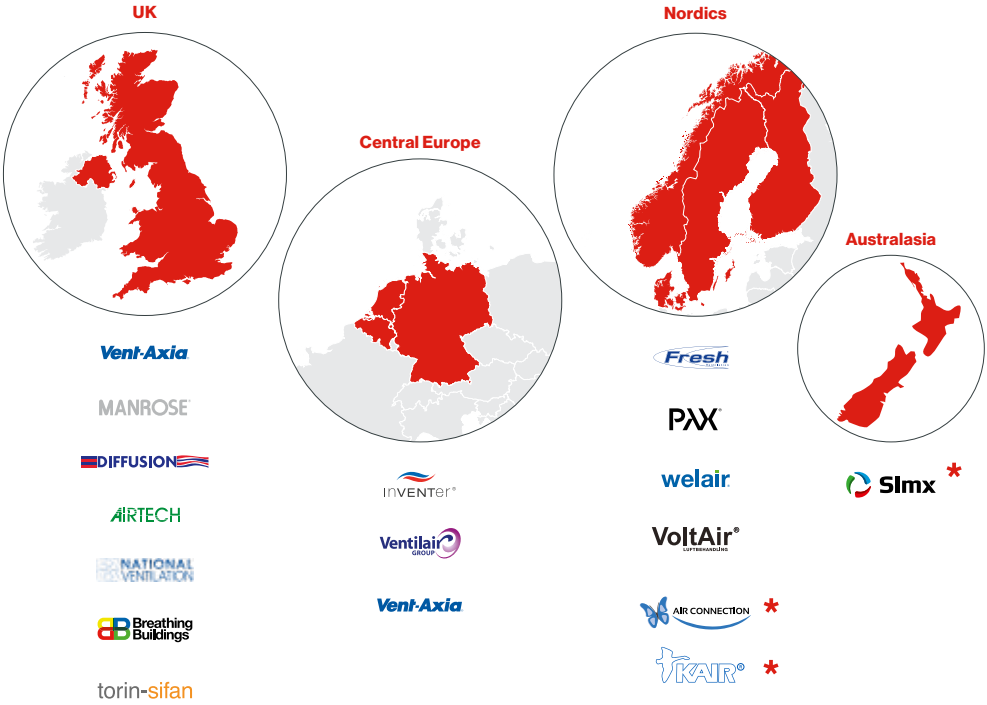 UK
Vent-Axia
MANROSE®
DIFFUSION
AIRTECH
NATIONAL
VENTILATION
Breathing
Buildings
torin-sifan
Central Europe
inVENTer®
Ventilair
GROUP
Vent-Axia
Nordics
Fresh
PAX
welair
VoltAir®
LUFTBEHANDLING
AIR CONNECTION *
KAIR® *
Australasia
Simx *